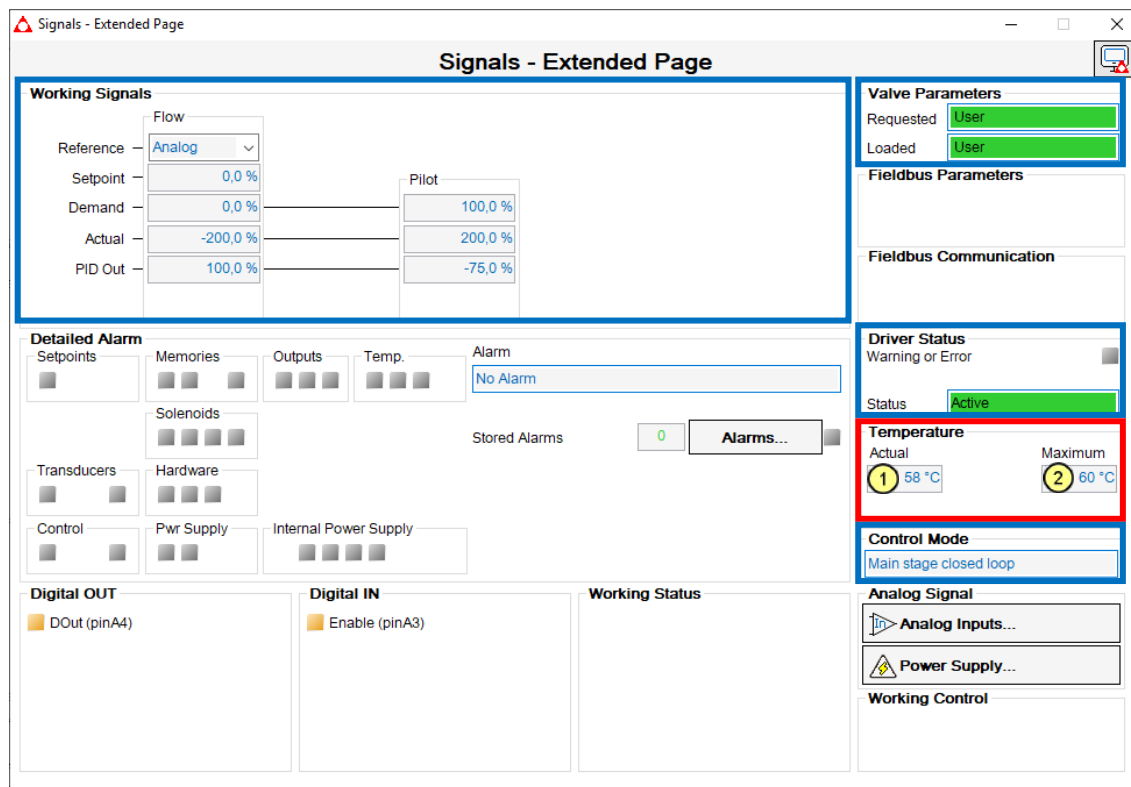 Signals - Extended Page
Signals - Extended Page
Working Signals
Flow
Reference
Analog
Setpoint
0,0 %
Pilot
Demand
0,0 %
100,0 %
Actual
-200,0 %
200,0 %
PID Out
100,0 %
-75,0 %
Valve Parameters
Requested
User
Loaded
User
Fieldbus Parameters
Fieldbus Communication
Detailed Alarm
Setpoints
Memories
Outputs
Temp.
Alarm
No Alarm
Solenoids
Stored Alarms
0
Alarms...
Transducers
Hardware
Control
Pwr Supply
Internal Power Supply
Driver Status
Warning or Error
Status
Active
Temperature
Actual
Maximum
1
58 °C
2
60 °C
Control Mode
Main stage closed loop
Digital OUT
DOut (pinA4)
Digital IN
Enable (pinA3)
Working Status
Analog Signal
In
Analog Inputs...
Power Supply...
Working Control